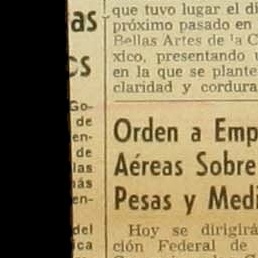 as
os
Go-
de
en-
de
las
más
en-
del
ica
que tuvo lugar el di
próximo pasado en
Bellas Artes de la C
xico, presentando
en la que se plante
claridad y cordura
Orden a Emp
Aéreas Sobre
Pesas y Medi
Hoy se dirigirá
ción Federal de